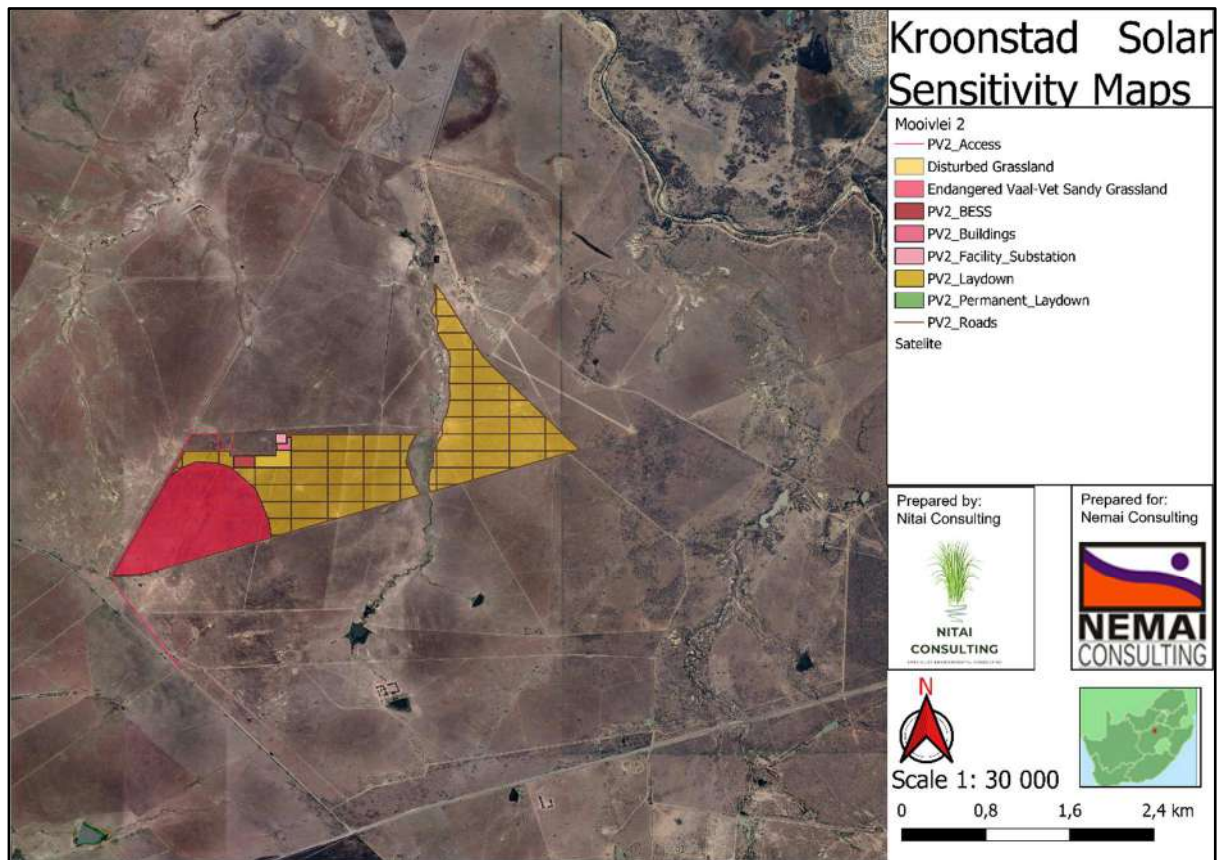 Kroonstad Solar
Sensitivity Maps
Mooivlei 2
PV2_Access
Disturbed Grassland
Endangered Vaal-Vet Sandy Grassland
PV2_BESS
PV2_Buildings
PV2_Facility_Substation
PV2_Laydown
PV2_Permanent_Laydown
PV2_Roads
Satelite
Prepared by:
Nitai Consulting
NITAI
CONSULTING
Prepared for:
Nemai Consulting
NEMAI
CONSULTING
N
Scale 1: 30 000
0 0,8 1,6 2,4 km